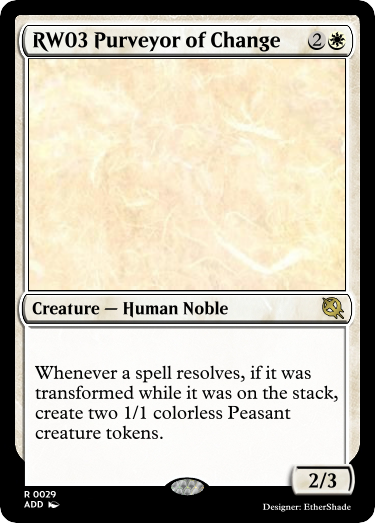 RW03 Purveyor of Change 2
Creature — Human Noble
Whenever a spell resolves, if it was
transformed while it was on the stack,
create two 1/1 colorless Peasant
creature tokens.
2/3
R 0029
ADD
Designer: EtherShade